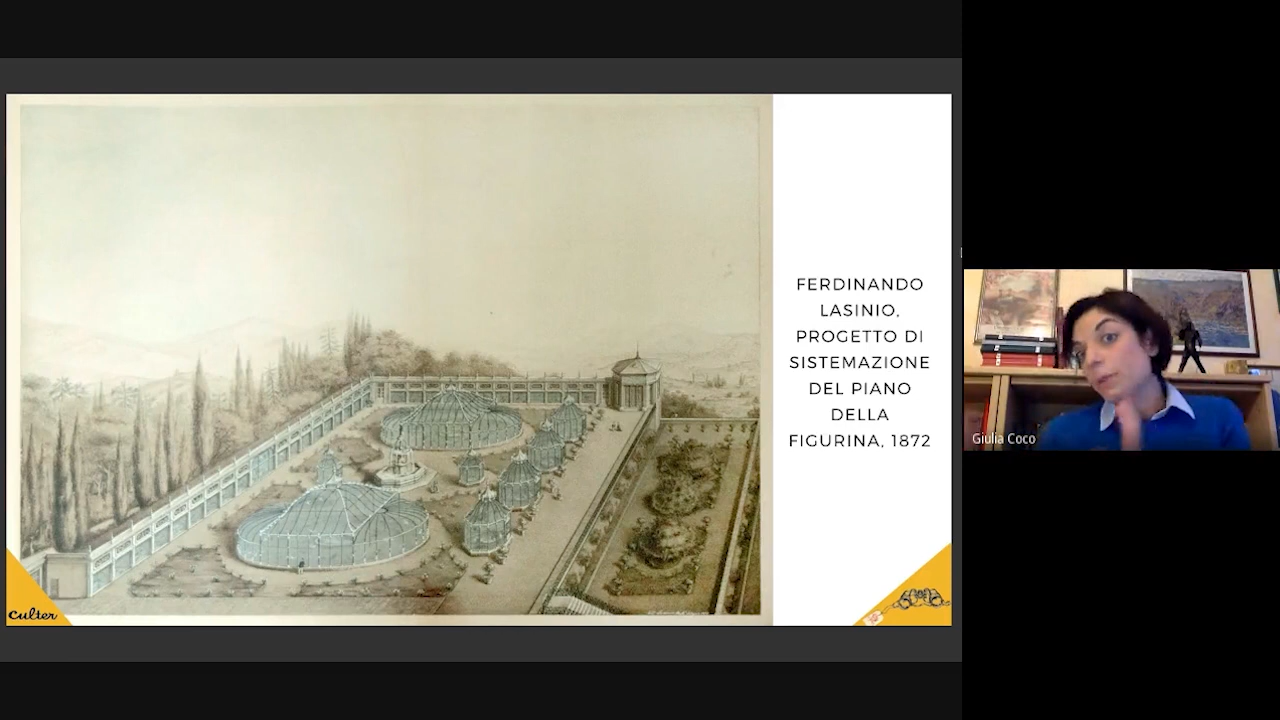 FERDINANDO
LASINIO,
PROGETTO DI
SISTEMAZIONE
DEL PIANO
DELLA
FIGURINA, 1872
Giulia Coco
culter